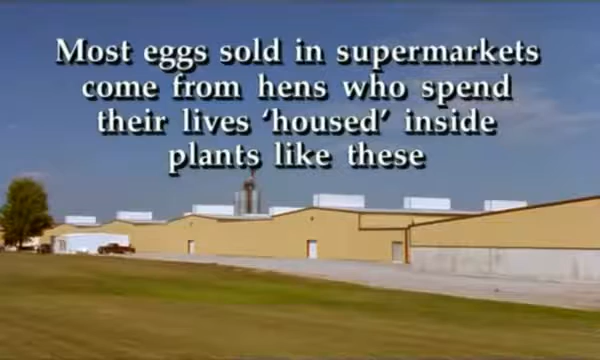 Most eggs sold in supermarkets
come from hens who spend
their lives ‘housed’ inside
plants like these